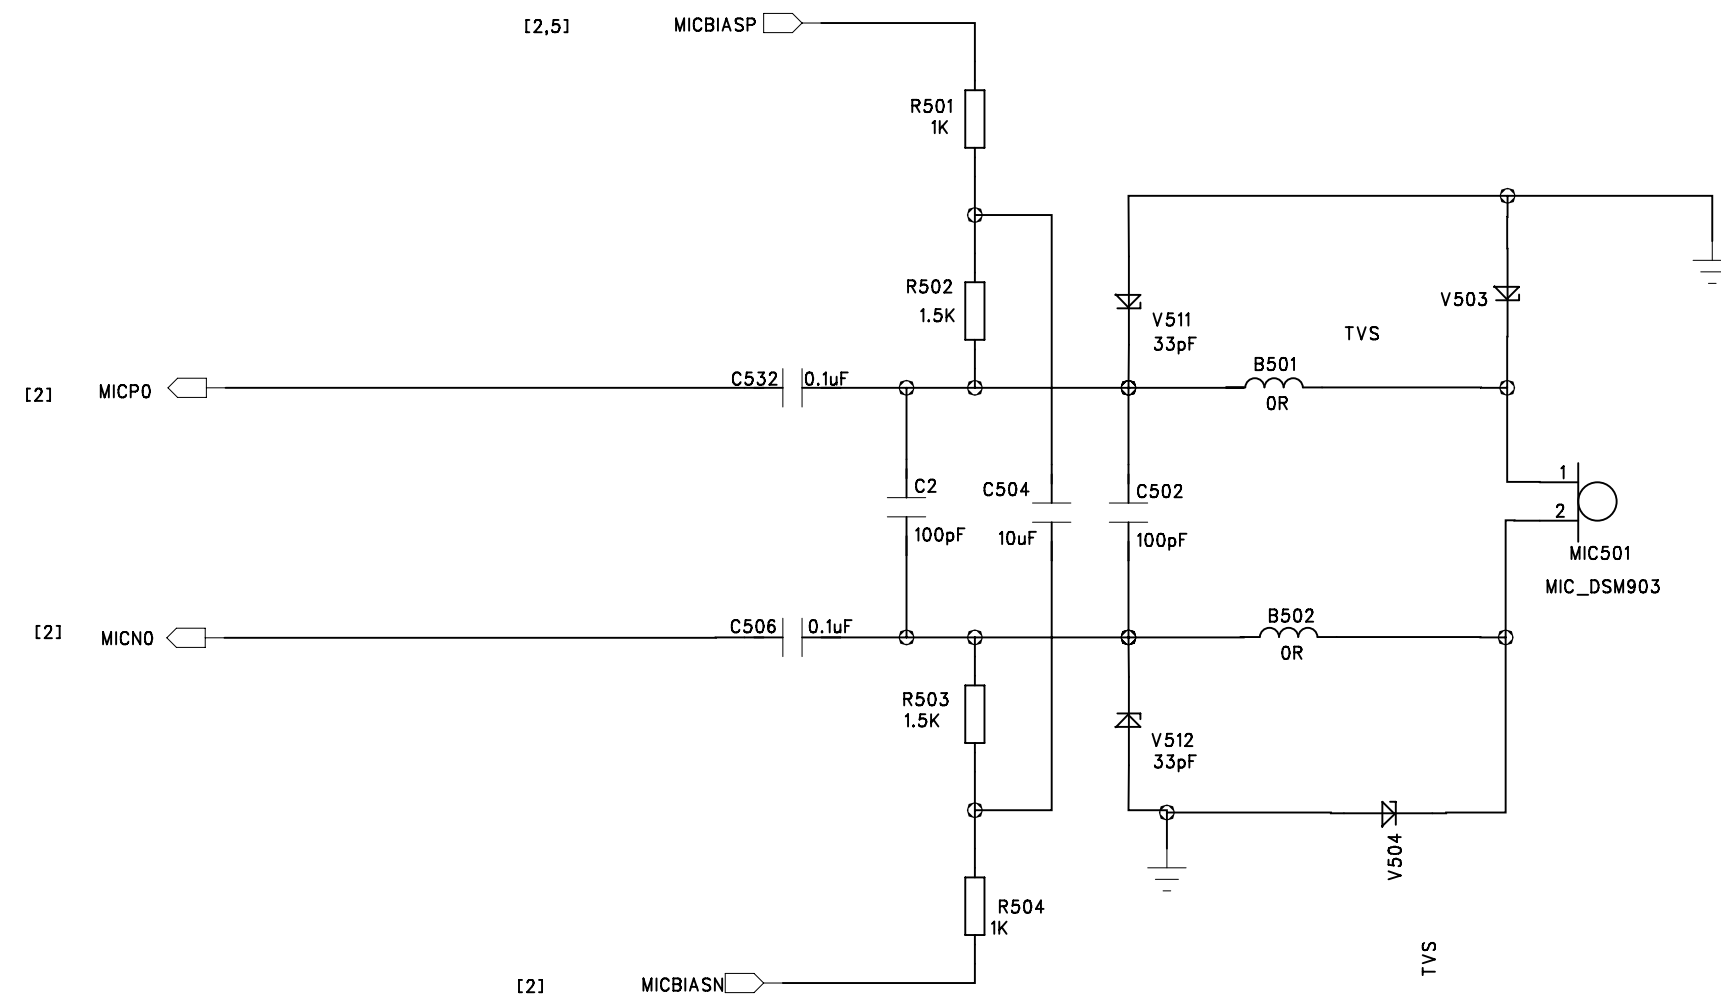 [2,5]
MICBIASP
R501
1K
R502
1.5K
V511
33pF
TVS
V503
B501
0R
[2]
MICP0
C532
0.1uF
C2
100pF
C504
10uF
C502
100pF
1
2
MIC501
MIC_DSM903
[2]
MICN0
C506
0.1uF
B502
0R
R503
1.5K
V512
33pF
V504
R504
1K
TVS
[2]
MICBIASN